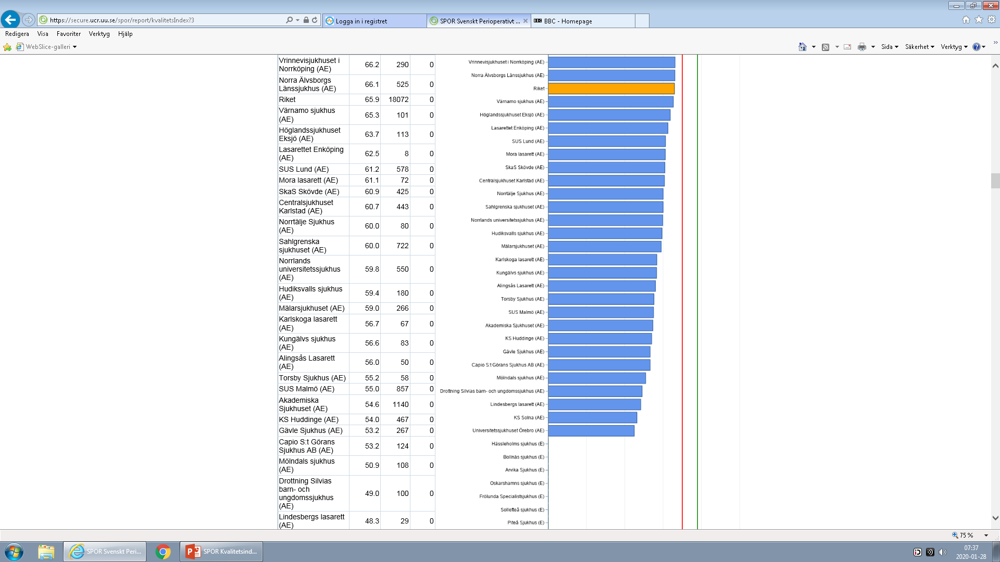 https://secure.ucr.uu.se/spor/report/kvalitetsIndex?3
Logga in i registret
SPOR Svenskt Perioperativt ...
BBC - Homepage
Redigera Visa Favoriter Verktyg Hjälp
WebSlice-galleri
Sida Säkerhet Verktyg
Vrinnevisjukhuset i
Norrköping (AE) 66.2 290 0
Norra Älvsborgs
Länssjukhus (AE) 66.1 525 0
Riket 65.9 18072 0
Värnamo sjukhus
(AE) 65.3 101 0
Höglandssjukhuset
Eksjö (AE) 63.7 113 0
Lasarettet Enköping
(AE) 62.5 8 0
SUS Lund (AE) 61.2 578 0
Mora lasarett (AE) 61.1 72 0
SkaS Skövde (AE) 60.9 425 0
Centralsjukhuset
Karlstad (AE) 60.7 443 0
Norrtälje Sjukhus
(AE) 60.0 80 0
Sahlgrenska
sjukhuset (AE) 60.0 722 0
Norrlands
universitetssjukhus 59.8 550 0
(AE)
Hudiksvalls sjukhus
(AE) 59.4 180 0
Mälarsjukhuset (AE) 59.0 266 0
Karlskoga lasarett
(AE) 56.7 67 0
Kungälvs sjukhus
(AE) 56.6 83 0
Alingsås Lasarett
(AE) 56.0 50 0
Torsby Sjukhus (AE) 55.2 58 0
SUS Malmö (AE) 55.0 857 0
Akademiska
Sjukhuset (AE) 54.6 1140 0
KS Huddinge (AE) 54.0 467 0
Gävle Sjukhus (AE) 53.2 267 0
Capio S:t Görans
Sjukhus AB (AE) 53.2 124 0
Mölndals sjukhus
(AE) 50.9 108 0
Drottning Silvias
barn- och
ungdomssjukhus 49.0 100 0
(AE)
Lindesbergs lasarett
(AE) 48.3 29 0
Vrinnevisjukhuset i Norrköping (AE)
Norra Älvsborgs Länssjukhus (AE)
Riket
Värnamo sjukhus (AE)
Höglandssjukhuset Eksjö (AE)
Lasarettet Enköping (AE)
SUS Lund (AE)
Mora lasarett (AE)
SkaS Skövde (AE)
Centralsjukhuset Karlstad (AE)
Norrtälje Sjukhus (AE)
Sahlgrenska sjukhuset (AE)
Norrlands universitetssjukhus (AE)
Hudiksvalls sjukhus (AE)
Mälarsjukhuset (AE)
Karlskoga lasarett (AE)
Kungälvs sjukhus (AE)
Alingsås Lasarett (AE)
Torsby Sjukhus (AE)
SUS Malmö (AE)
Akademiska Sjukhuset (AE)
KS Huddinge (AE)
Gävle Sjukhus (AE)
Capio S:t Görans Sjukhus AB (AE)
Mölndals sjukhus (AE)
Drottning Silvias barn- och ungdomssjukhus (AE)
Lindesbergs lasarett (AE)
KS Solna (AE)
Universitetssjukhuset Örebro (AE)
Hässleholms sjukhus (E)
Bollnäs sjukhus (E)
Arvika Sjukhus (E)
Oskarshamns sjukhus (E)
Frölunda Specialistsjukhus (E)
Sollefteå sjukhus (E)
Piteå Sjukhus (E)
75 %
SPOR Svenskt Peri...
SPOR Kvalitetsind...
07:37
2020-01-28